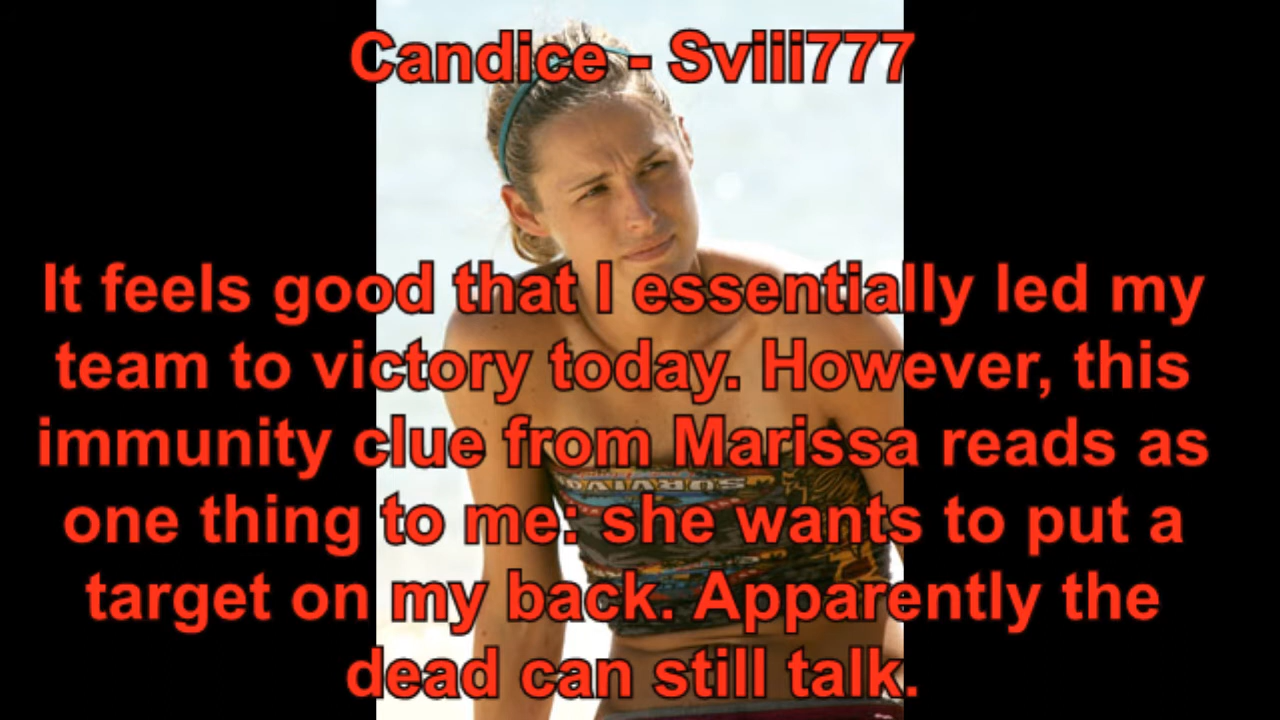 Candice - Sviii777
It feels good that I essentially led my
team to victory today. However, this
immunity clue from Marissa reads as
one thing to me: she wants to put a
target on my back. Apparently the
dead can still talk.
SURVIVOR